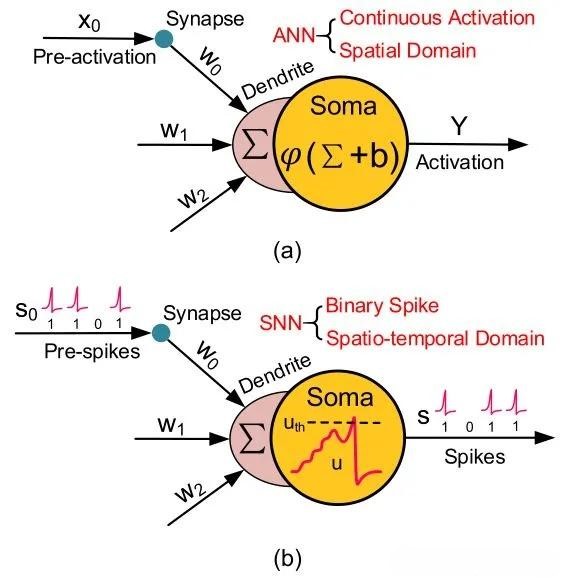 x₀
Pre-activation
Synapse
w₀
Dendrite
ANN
Continuous Activation
Spatial Domain
w₁
w₂
Σ
Soma
φ(Σ+b)
Y
Activation
(a)
s₀
1 1 0 1
Pre-spikes
Synapse
w₀
Dendrite
SNN
Binary Spike
Spatio-temporal Domain
w₁
w₂
Σ
Soma
uth
u
s
1 0 1 1
Spikes
(b)